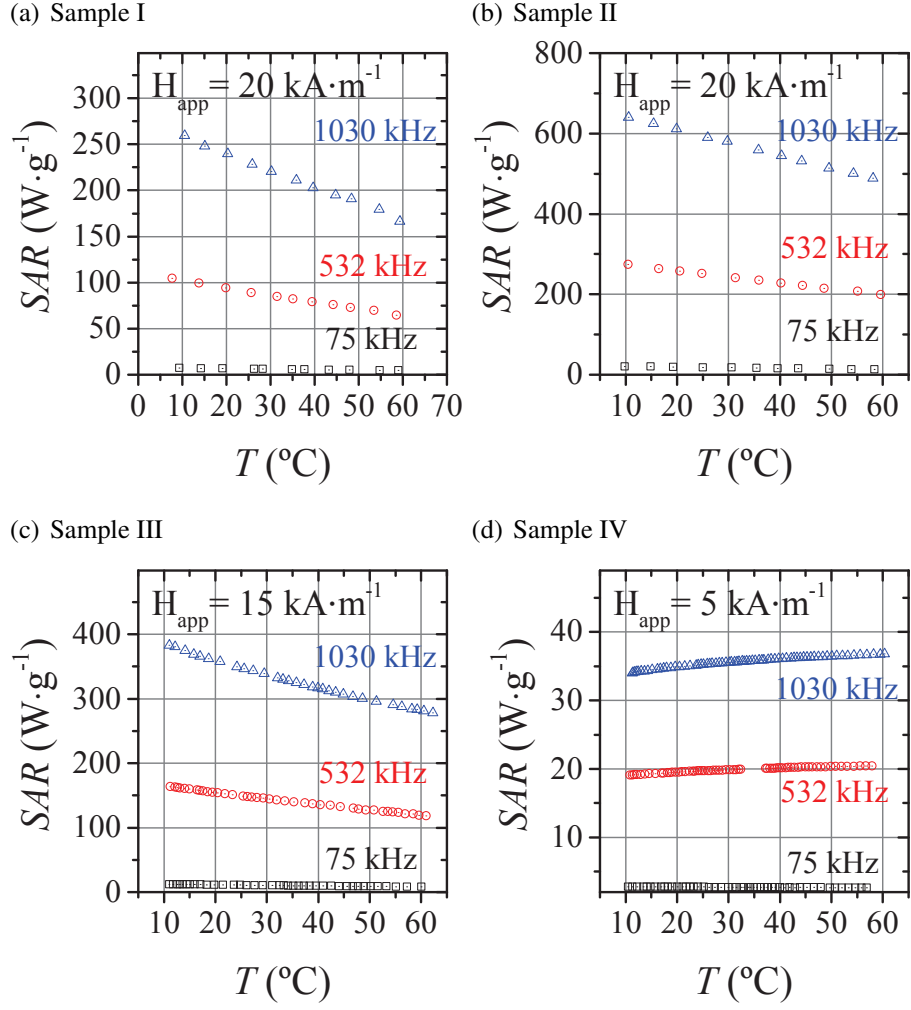 (a) Sample I
H_app = 20 kA·m⁻¹
1030 kHz
532 kHz
75 kHz
SAR (W·g⁻¹)
300
250
200
150
100
50
0
0 10 20 30 40 50 60 70
T (ºC)
(b) Sample II
H_app = 20 kA·m⁻¹
1030 kHz
532 kHz
75 kHz
SAR (W·g⁻¹)
800
600
400
200
0
10 20 30 40 50 60
T (ºC)
(c) Sample III
H_app = 15 kA·m⁻¹
1030 kHz
532 kHz
75 kHz
SAR (W·g⁻¹)
400
300
200
100
0
10 20 30 40 50 60
T (ºC)
(d) Sample IV
H_app = 5 kA·m⁻¹
1030 kHz
532 kHz
75 kHz
SAR (W·g⁻¹)
40
30
20
10
10 20 30 40 50 60
T (ºC)